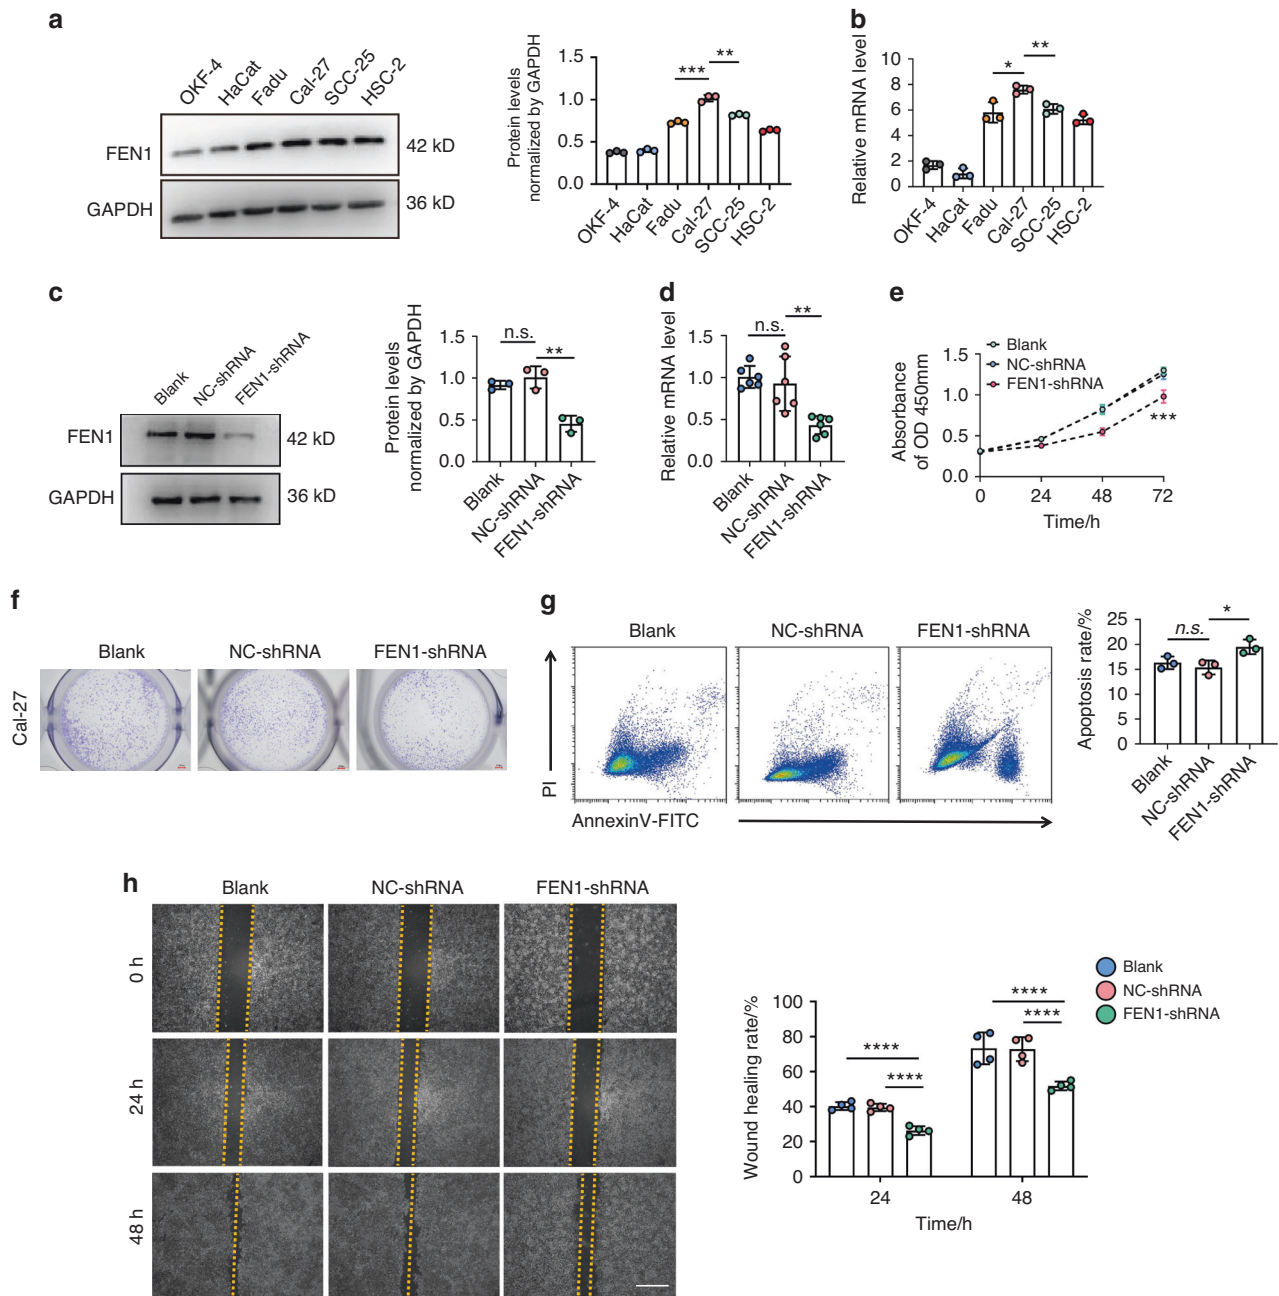 a
OKF-4 HaCat Fadu Cal-27 SCC-25 HSC-2
FEN1 42 kD
GAPDH 36 kD
Protein levels
normalized by GAPDH
1.5
1.0
0.5
0.0
*** **
OKF-4 HaCat Fadu Cal-27 SCC-25 HSC-2
b
Relative mRNA level
10
8
6
4
2
0
* **
OKF-4 HaCat Fadu Cal-27 SCC-25 HSC-2
c
Blank NC-shRNA FEN1-shRNA
FEN1 42 kD
GAPDH 36 kD
Protein levels
normalized by GAPDH
1.5
1.0
0.5
0.0
n.s. **
Blank NC-shRNA FEN1-shRNA
d
Relative mRNA level
1.5
1.0
0.5
0.0
n.s. **
Blank NC-shRNA FEN1-shRNA
e
Absorbance
of OD 450mm
1.5
1.0
0.5
0.0
Blank
NC-shRNA
FEN1-shRNA
***
0 24 48 72
Time/h
f
Blank NC-shRNA FEN1-shRNA
Cal-27
g
Blank NC-shRNA FEN1-shRNA
PI
AnnexinV-FITC
Apoptosis rate/%
25
20
15
10
5
0
n.s. *
Blank NC-shRNA FEN1-shRNA
h
Blank NC-shRNA FEN1-shRNA
0 h
24 h
48 h
Wound healing rate/%
100
80
60
40
20
0
**** ****
**** ****
24 48
Time/h
Blank
NC-shRNA
FEN1-shRNA